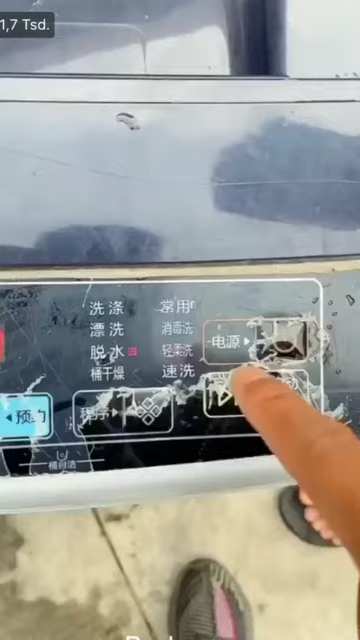 1,7 Tsd.
洗涤 常用
漂洗 消毒洗
脱水 轻柔洗
桶干燥 速洗
电源
预约
程序
桶自洁